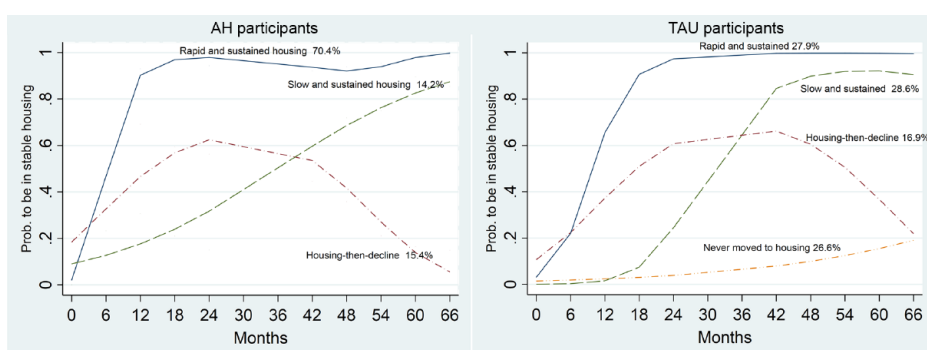 AH participants
Rapid and sustained housing 70.4%
Slow and sustained housing 14.2%
Housing-then-decline 15.4%
Prob. to be in stable housing
1
.8
.6
.4
.2
0
0 6 12 18 24 30 36 42 48 54 60 66
Months
TAU participants
Rapid and sustained 27.9%
Slow and sustained 28.6%
Housing-then-decline 16.9%
Never moved to housing 26.6%
Prob. to be in stable housing
1
.8
.6
.4
.2
0
0 6 12 18 24 30 36 42 48 54 60 66
Months